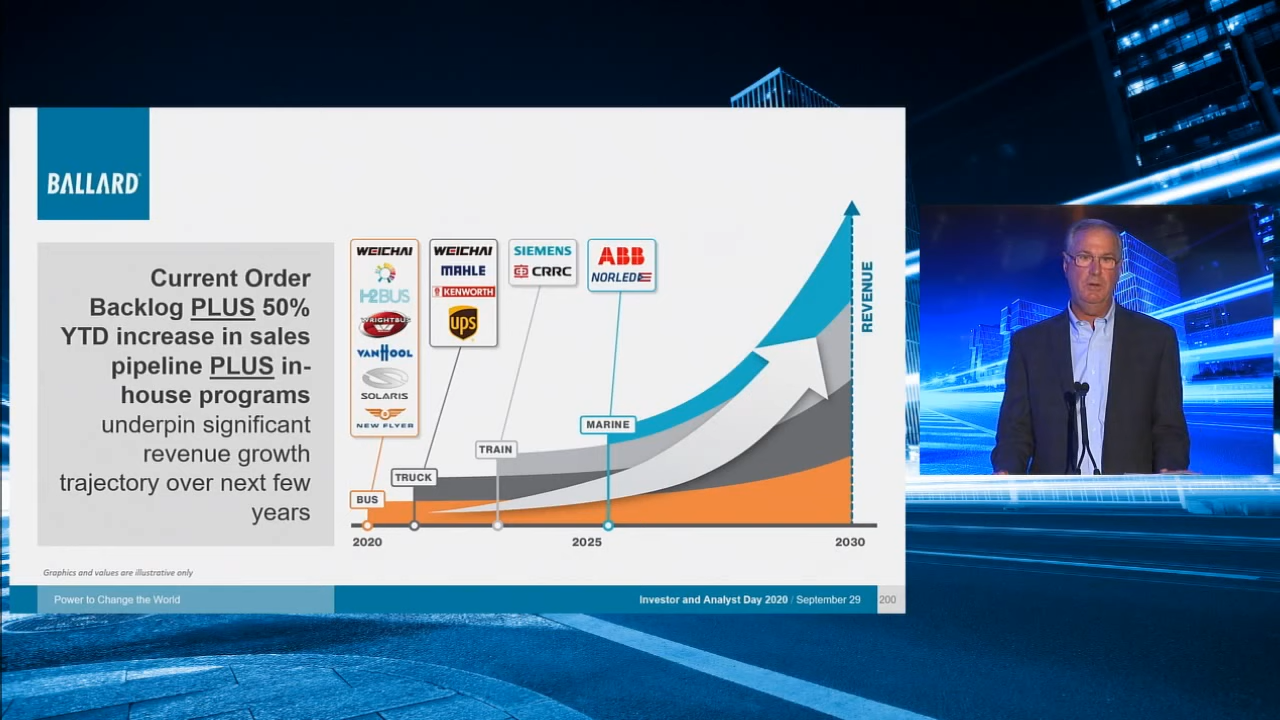 BALLARD
Current Order
Backlog PLUS 50%
YTD increase in sales
pipeline PLUS in-
house programs
underpin significant
revenue growth
trajectory over next few
years
WEICHAI
H2BUS
WRIGHTBUS
VANHOOL
SOLARIS
NEW FLYER
WEICHAI
MAHLE
KENWORTH
ups
SIEMENS
CRRC
ABB
NORLED
REVENUE
MARINE
TRAIN
TRUCK
BUS
2020
2025
2030
Graphics and values are illustrative only
Power to Change the World
Investor and Analyst Day 2020 / September 29
200